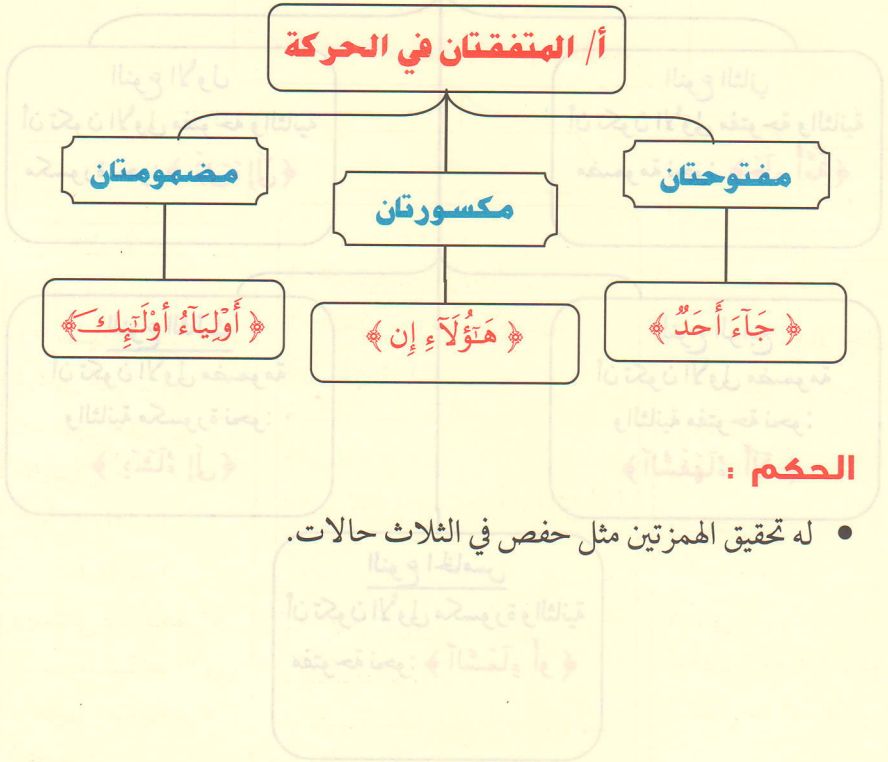 أ/ المتفقتان في الحركة
مفتوحتان
مكسورتان
مضمومتان
﴿ جَآءَ أَحَدٌ ﴾
﴿ هَـٰٓؤُلَآءِ إِن ﴾
﴿ أَوْلِيَآءُ أُوْلَـٰٓئِكَ ﴾
الحكم :
• له تحقيق الهمزتين مثل حفص في الثلاث حالات.